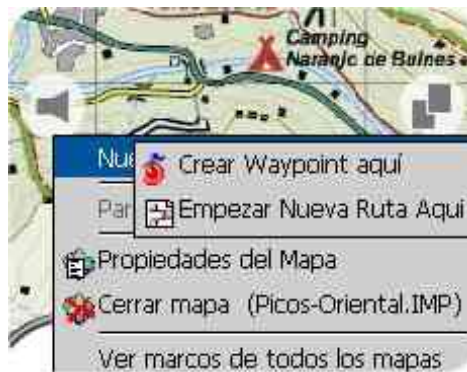 Camping
Naranjo de Bulnes
Crear Waypoint aquí
Empezar Nueva Ruta Aqui
Propiedades del Mapa
Cerrar mapa (Picos-Oriental.IMP)
Ver marcos de todos los mapas